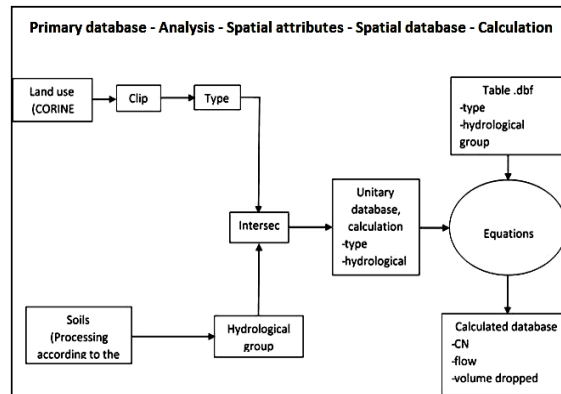 Primary database - Analysis - Spatial attributes - Spatial database - Calculation
Land use
(CORINE
Clip
Type
Table .dbf
-type
-hydrological
group
Intersec
Unitary
database,
calculation
-type
-hydrological
Equations
Soils
(Processing
according to the
Hydrological
group
Calculated database
-CN
-flow
-volume dropped